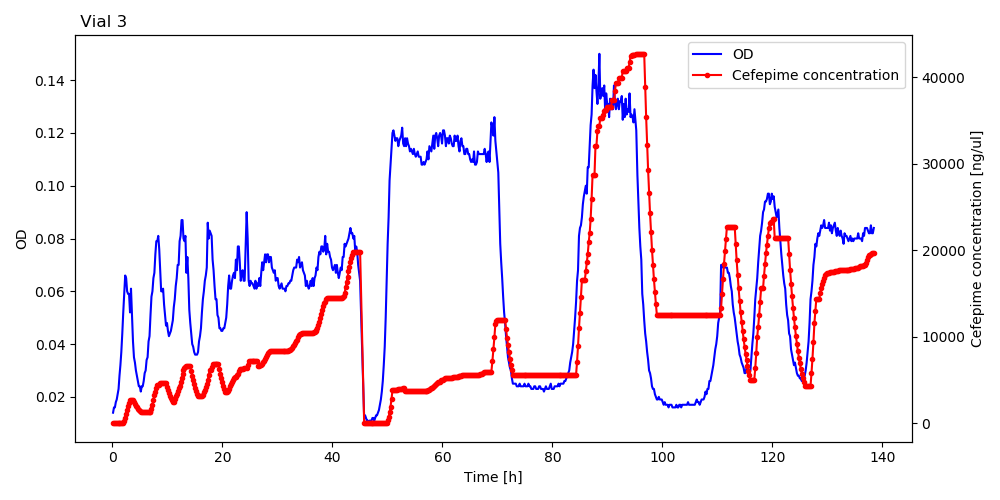 Vial 3
OD
Cefepime concentration
0.14
0.12
0.10
0.08
0.06
0.04
0.02
OD
40000
30000
20000
10000
0
Cefepime concentration [ng/ul]
0 20 40 60 80 100 120 140
Time [h]